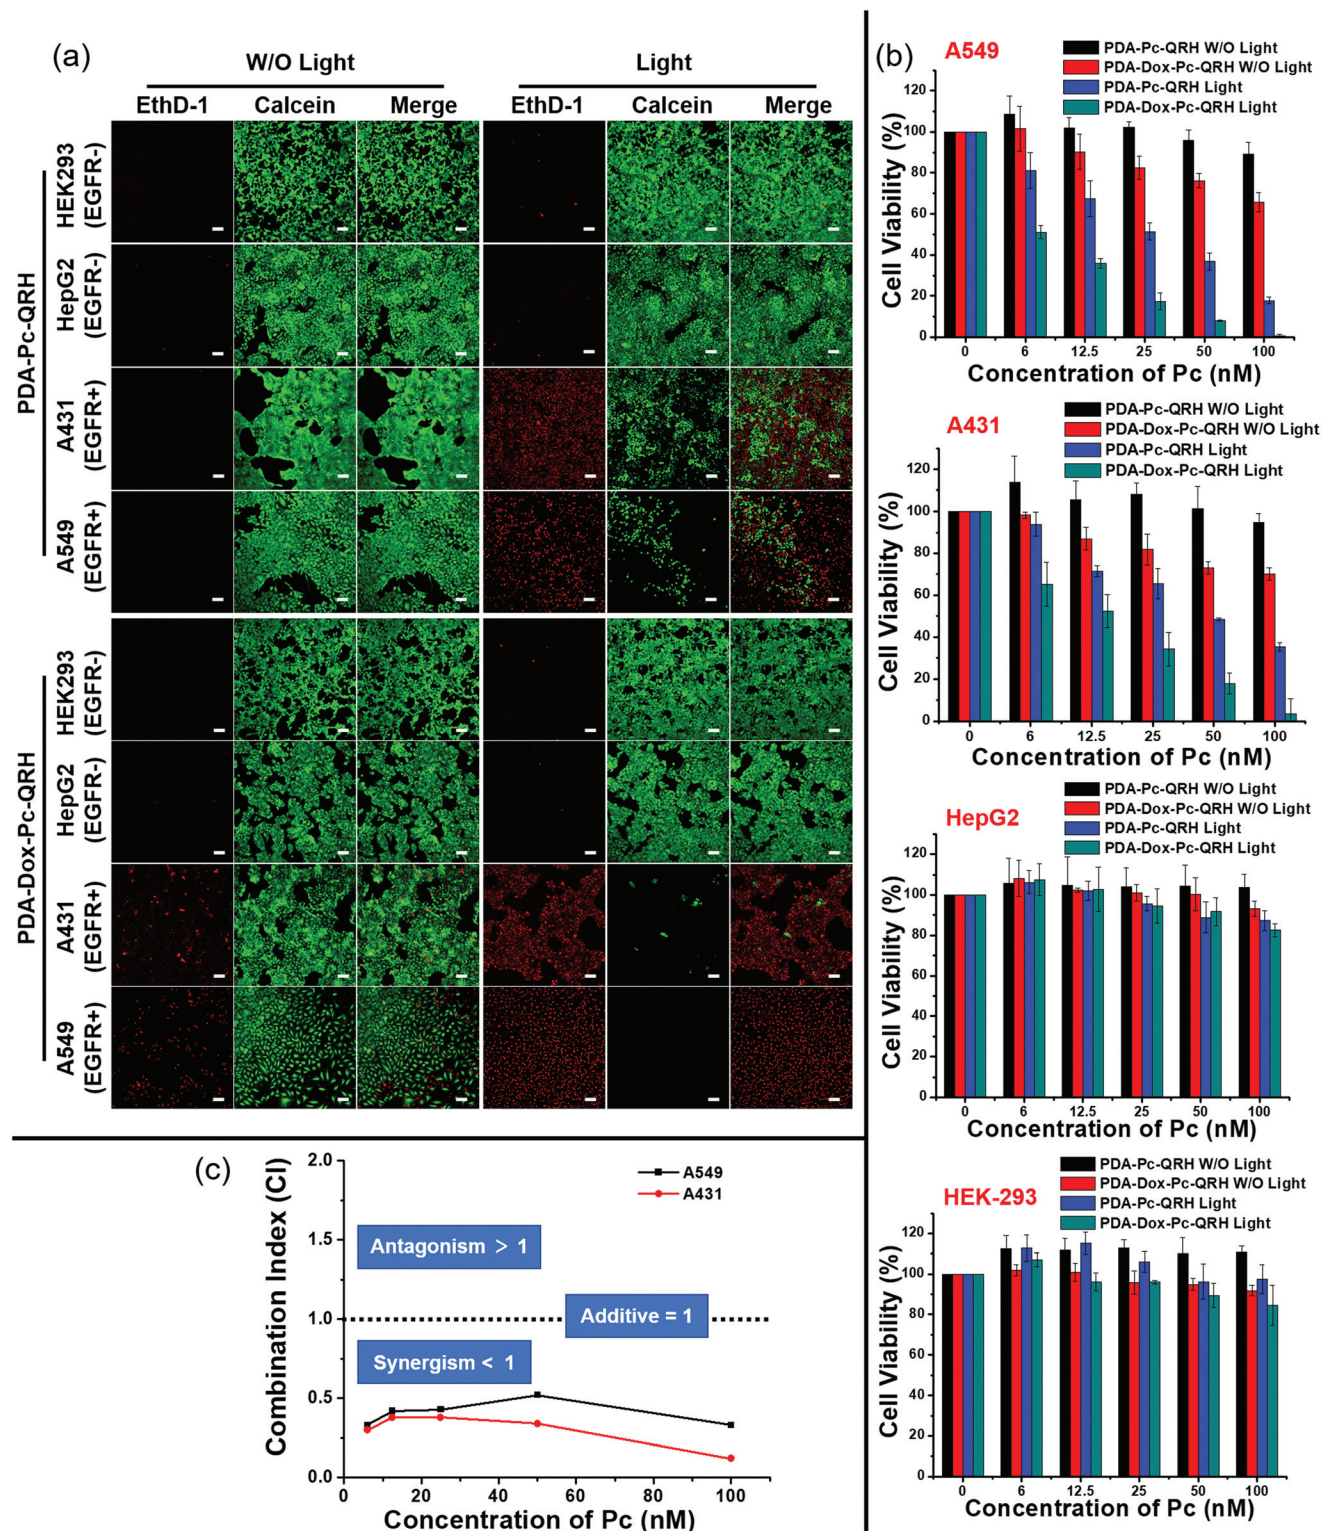 (a)
W/O Light
Light
EthD-1 Calcein Merge EthD-1 Calcein Merge
PDA-Pc-QRH
HEK293
(EGFR-)
HepG2
(EGFR-)
A431
(EGFR+)
A549
(EGFR+)
PDA-Dox-Pc-QRH
HEK293
(EGFR-)
HepG2
(EGFR-)
A431
(EGFR+)
A549
(EGFR+)
(b)
A549
PDA-Pc-QRH W/O Light
PDA-Dox-Pc-QRH W/O Light
PDA-Pc-QRH Light
PDA-Dox-Pc-QRH Light
Cell Viability (%)
120
100
80
60
40
20
0
0 6 12.5 25 50 100
Concentration of Pc (nM)
A431
PDA-Pc-QRH W/O Light
PDA-Dox-Pc-QRH W/O Light
PDA-Pc-QRH Light
PDA-Dox-Pc-QRH Light
Cell Viability (%)
120
100
80
60
40
20
0
0 6 12.5 25 50 100
Concentration of Pc (nM)
HepG2
PDA-Pc-QRH W/O Light
PDA-Dox-Pc-QRH W/O Light
PDA-Pc-QRH Light
PDA-Dox-Pc-QRH Light
Cell Viability (%)
120
100
80
60
40
20
0
0 6 12.5 25 50 100
Concentration of Pc (nM)
HEK-293
PDA-Pc-QRH W/O Light
PDA-Dox-Pc-QRH W/O Light
PDA-Pc-QRH Light
PDA-Dox-Pc-QRH Light
Cell Viability (%)
120
100
80
60
40
20
0
0 6 12.5 25 50 100
Concentration of Pc (nM)
(c)
A549
A431
Combination Index (CI)
2.0
1.5
1.0
0.5
0.0
Antagonism > 1
Additive = 1
Synergism < 1
0 20 40 60 80 100
Concentration of Pc (nM)